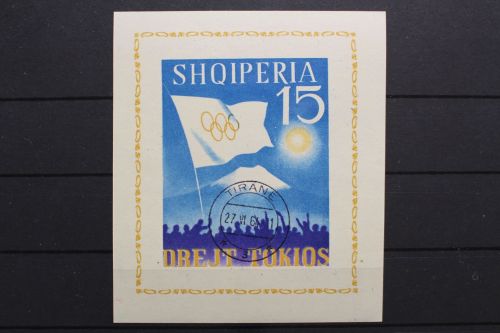 SHQIPERIA
15
TIRANE
DREJT TOKIOS